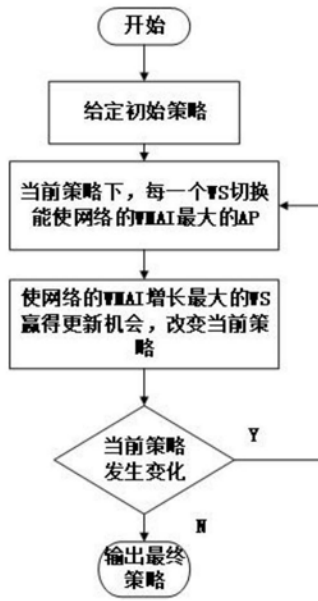 开始
给定初始策略
当前策略下，每一个WS切换
能使网络的WMAI最大的AP
使网络的WMAI增长最大的WS
赢得更新机会，改变当前策
略
当前策略
发生变化
Y
N
输出最终
策略